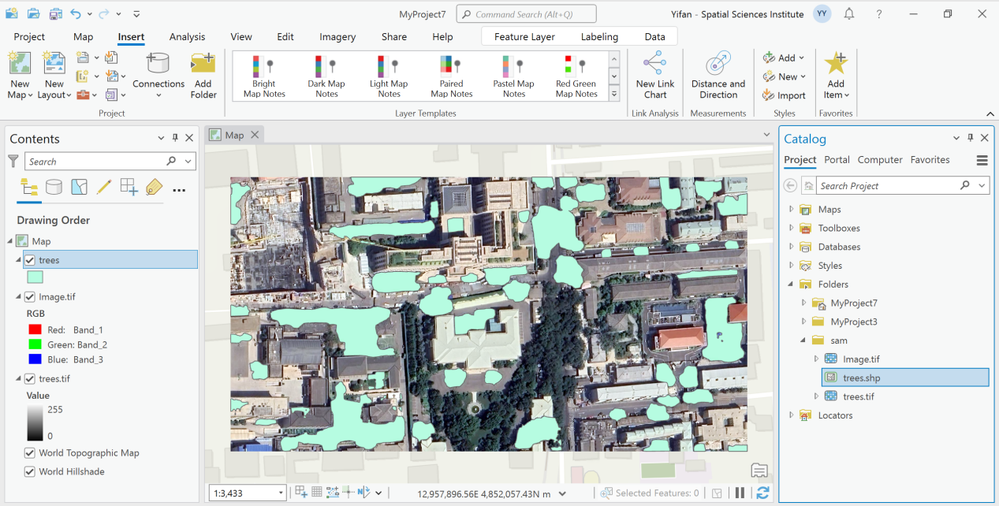 MyProject7
Command Search (Alt+Q)
Yifan - Spatial Sciences Institute
YY
?
Project
Map
Insert
Analysis
View
Edit
Imagery
Share
Help
Feature Layer
Labeling
Data
New
Map
New
Layout
Connections
Add
Folder
Project
Bright
Map Notes
Dark Map
Notes
Light Map
Notes
Paired
Map Notes
Pastel Map
Notes
Red Green
Map Notes
Layer Templates
New Link
Chart
Link Analysis
Distance and
Direction
Measurements
Add
New
Import
Styles
Add
Item
Favorites
Contents
Search
Drawing Order
Map
trees
Image.tif
RGB
Red: Band_1
Green: Band_2
Blue: Band_3
trees.tif
Value
255
0
World Topographic Map
World Hillshade
Map
1:3,433
N
12,957,896.56E 4,852,057.43N m
Selected Features: 0
Catalog
Project
Portal
Computer
Favorites
Search Project
Maps
Toolboxes
Databases
Styles
Folders
MyProject7
MyProject3
sam
Image.tif
trees.shp
trees.tif
Locators